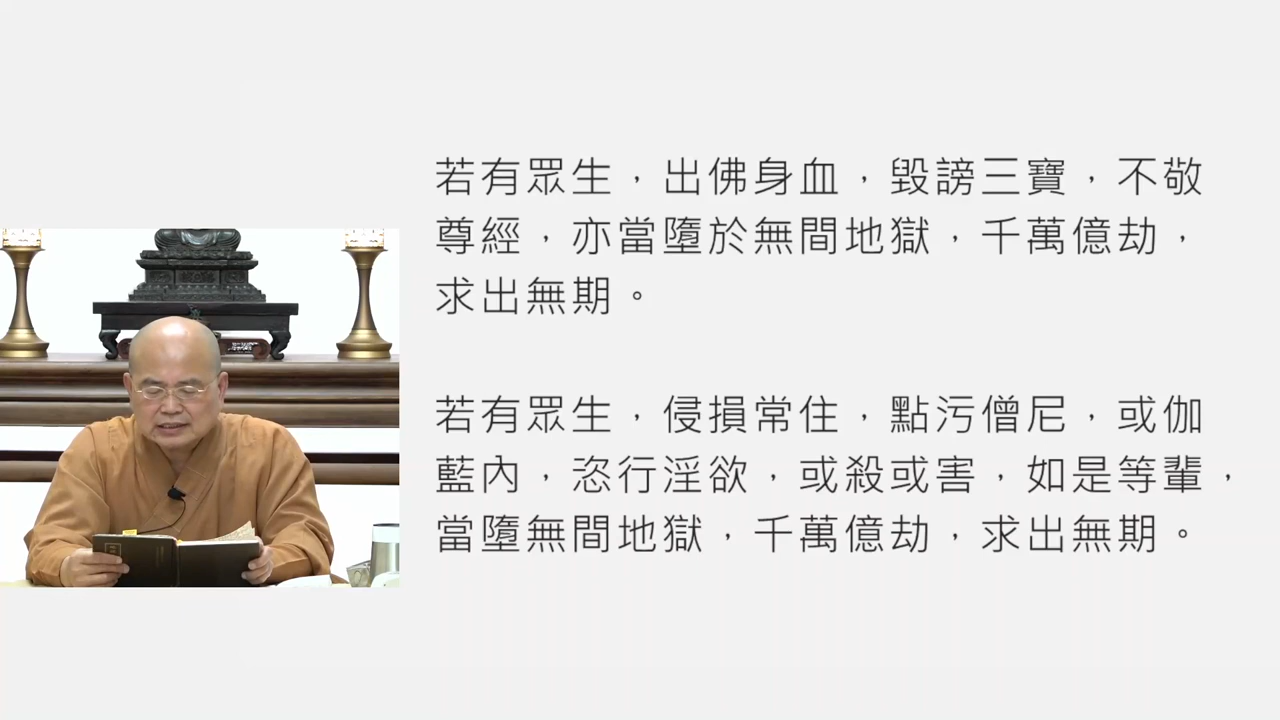 若有眾生，出佛身血，毀謗三寶，不敬
尊經，亦當墮於無間地獄，千萬億劫，
求出無期。
若有眾生，侵損常住，點污僧尼，或伽
藍內，恣行淫欲，或殺或害，如是等輩，
當墮無間地獄，千萬億劫，求出無期。